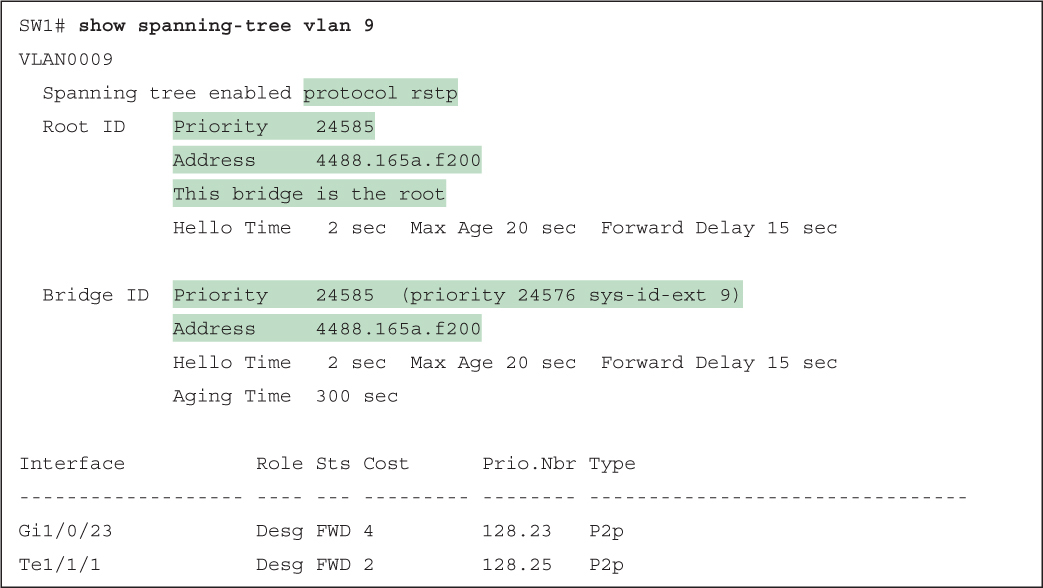 SW1# show spanning-tree vlan 9
VLAN0009
  Spanning tree enabled protocol rstp
  Root ID    Priority    24585
             Address     4488.165a.f200
             This bridge is the root
             Hello Time   2 sec  Max Age 20 sec  Forward Delay 15 sec

  Bridge ID  Priority    24585  (priority 24576 sys-id-ext 9)
             Address     4488.165a.f200
             Hello Time   2 sec  Max Age 20 sec  Forward Delay 15 sec
             Aging Time  300 sec

Interface           Role Sts Cost      Prio.Nbr Type
------------------- ---- --- --------- -------- --------------------------------
Gi1/0/23            Desg FWD 4         128.23   P2p
Te1/1/1             Desg FWD 2         128.25   P2p